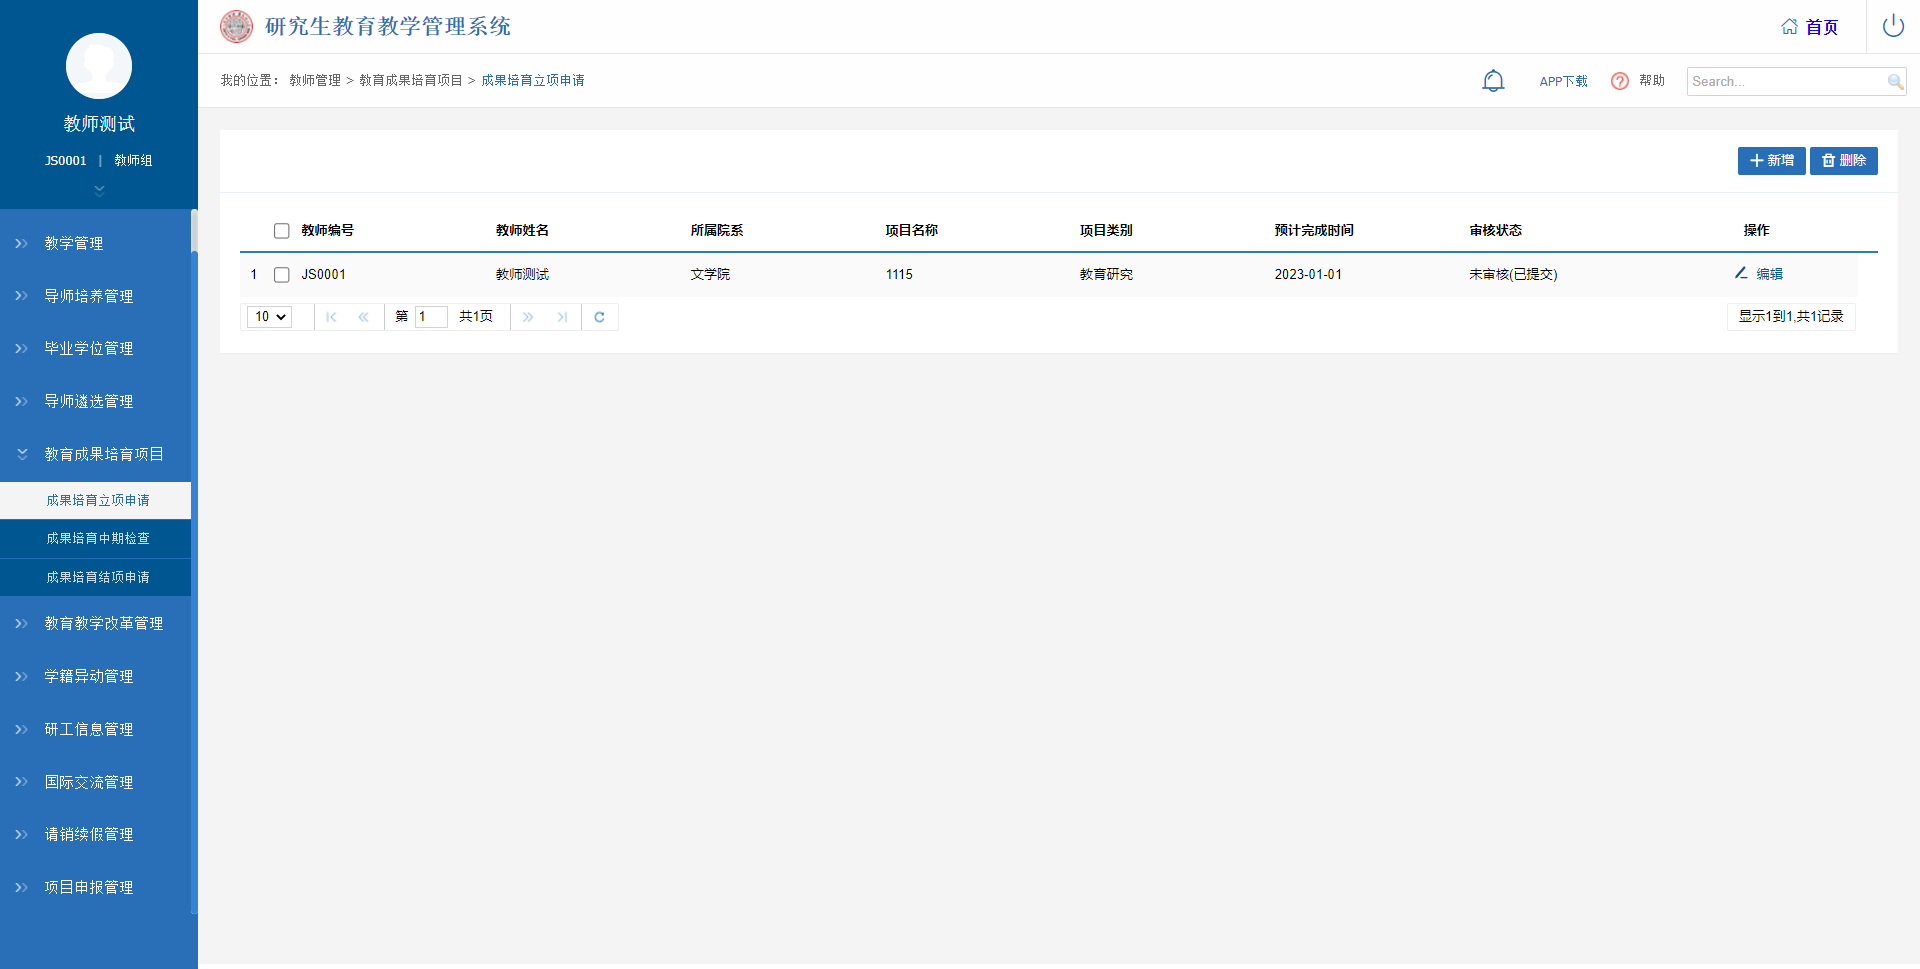 研究生教育教学管理系统
首页
教师测试
JS0001 | 教师组
我的位置： 教师管理 > 教育成果培育项目 > 成果培育立项申请
APP下载
帮助
Search...
教学管理
导师培养管理
毕业学位管理
导师遴选管理
教育成果培育项目
成果培育立项申请
成果培育中期检查
成果培育结项申请
教育教学改革管理
学籍异动管理
研工信息管理
国际交流管理
请销续假管理
项目申报管理
新增 删除
教师编号 教师姓名 所属院系 项目名称 项目类别 预计完成时间 审核状态 操作
1 JS0001 教师测试 文学院 1115 教育研究 2023-01-01 未审核(已提交) 编辑
10 第 1 共1页 显示1到1,共1记录